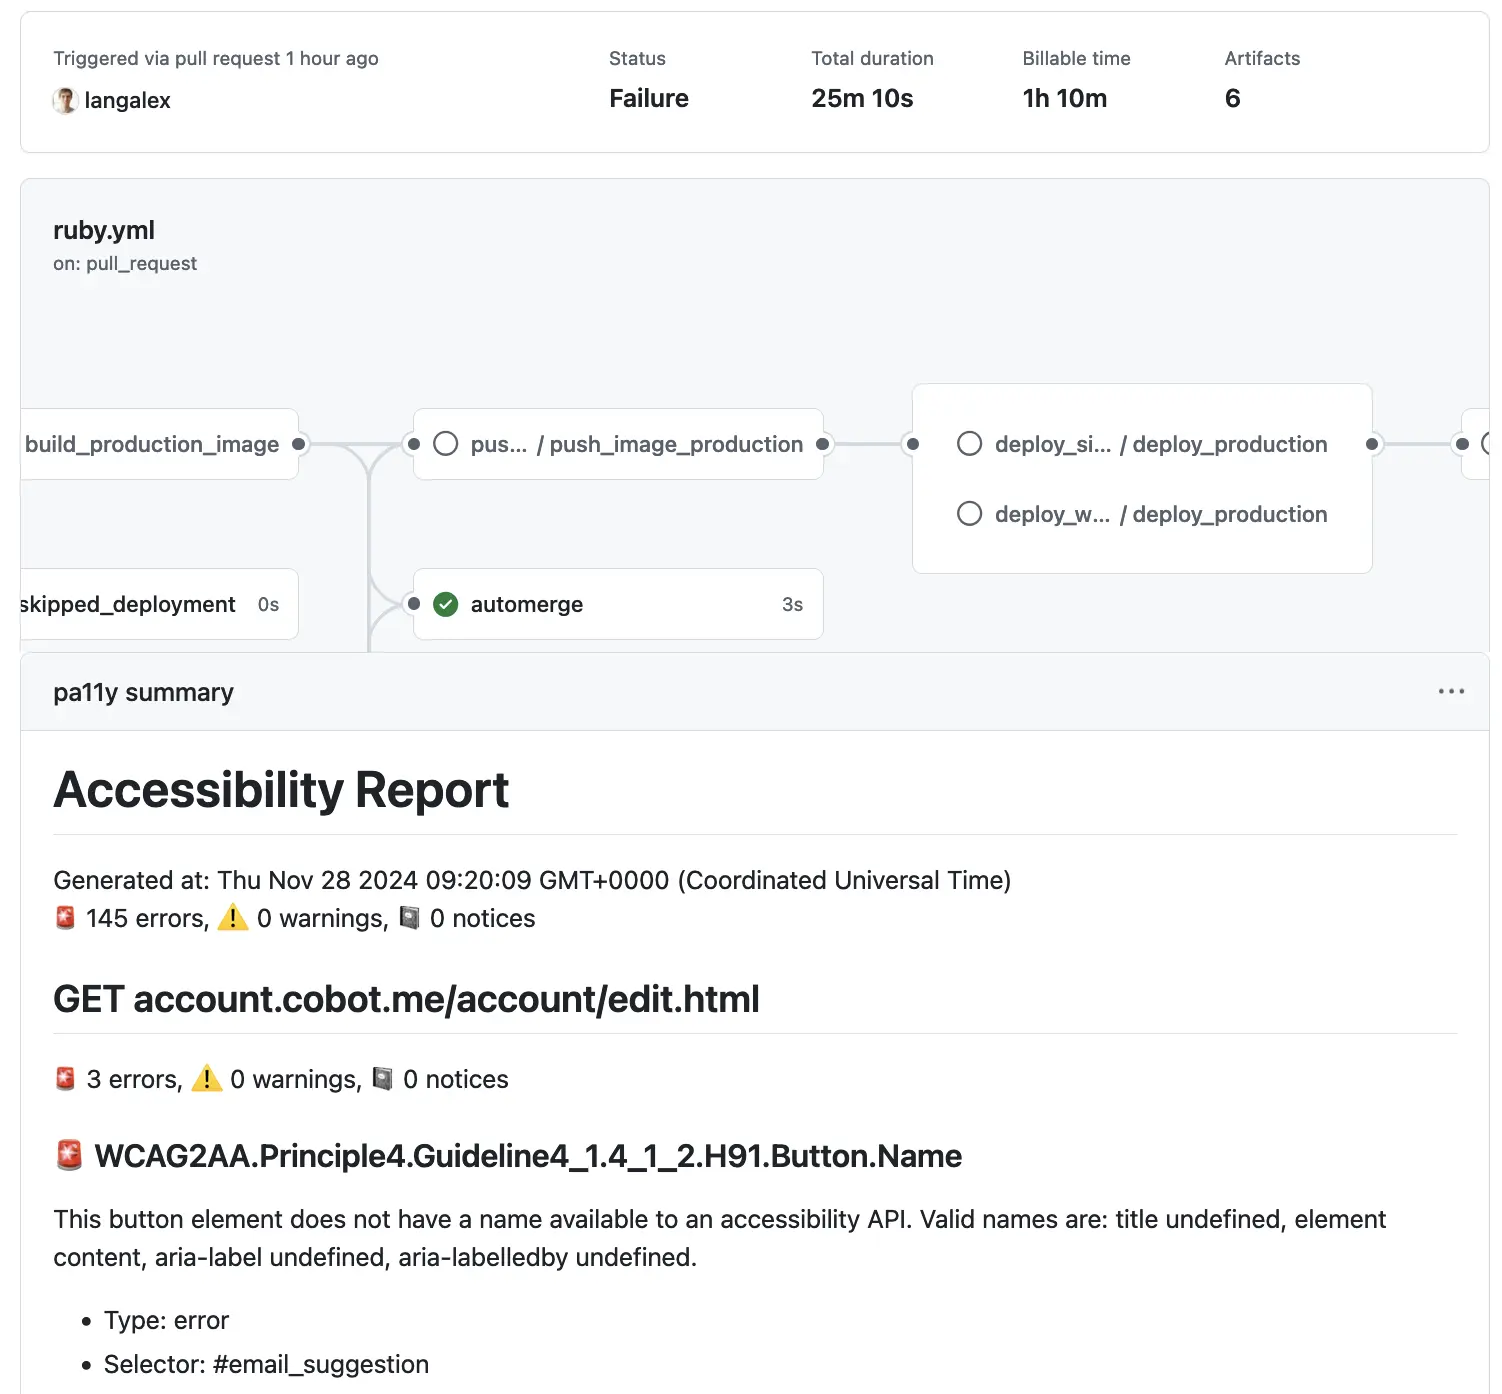 Triggered via pull request 1 hour ago
langalex
Status
Failure
Total duration
25m 10s
Billable time
1h 10m
Artifacts
6
ruby.yml
on: pull_request
build_production_image
pus... / push_image_production
deploy_si... / deploy_production
deploy_w... / deploy_production
skipped_deployment 0s
automerge 3s
pa11y summary
Accessibility Report
Generated at: Thu Nov 28 2024 09:20:09 GMT+0000 (Coordinated Universal Time)
🚨 145 errors, ⚠️ 0 warnings, 📓 0 notices
GET account.cobot.me/account/edit.html
🚨 3 errors, ⚠️ 0 warnings, 📓 0 notices
🚨 WCAG2AA.Principle4.Guideline4_1.4_1_2.H91.Button.Name
This button element does not have a name available to an accessibility API. Valid names are: title undefined, element
content, aria-label undefined, aria-labelledby undefined.
• Type: error
• Selector: #email_suggestion